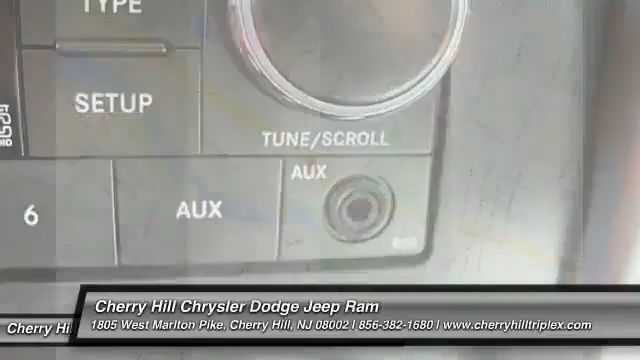 TYPE
SETUP
TUNE/SCROLL
AUX
6
AUX
Cherry Hill Chrysler Dodge Jeep Ram
1805 West Marlton Pike, Cherry Hill, NJ 08002 | 856-382-1680 | www.cherryhilltriplex.com
Cherry Hil